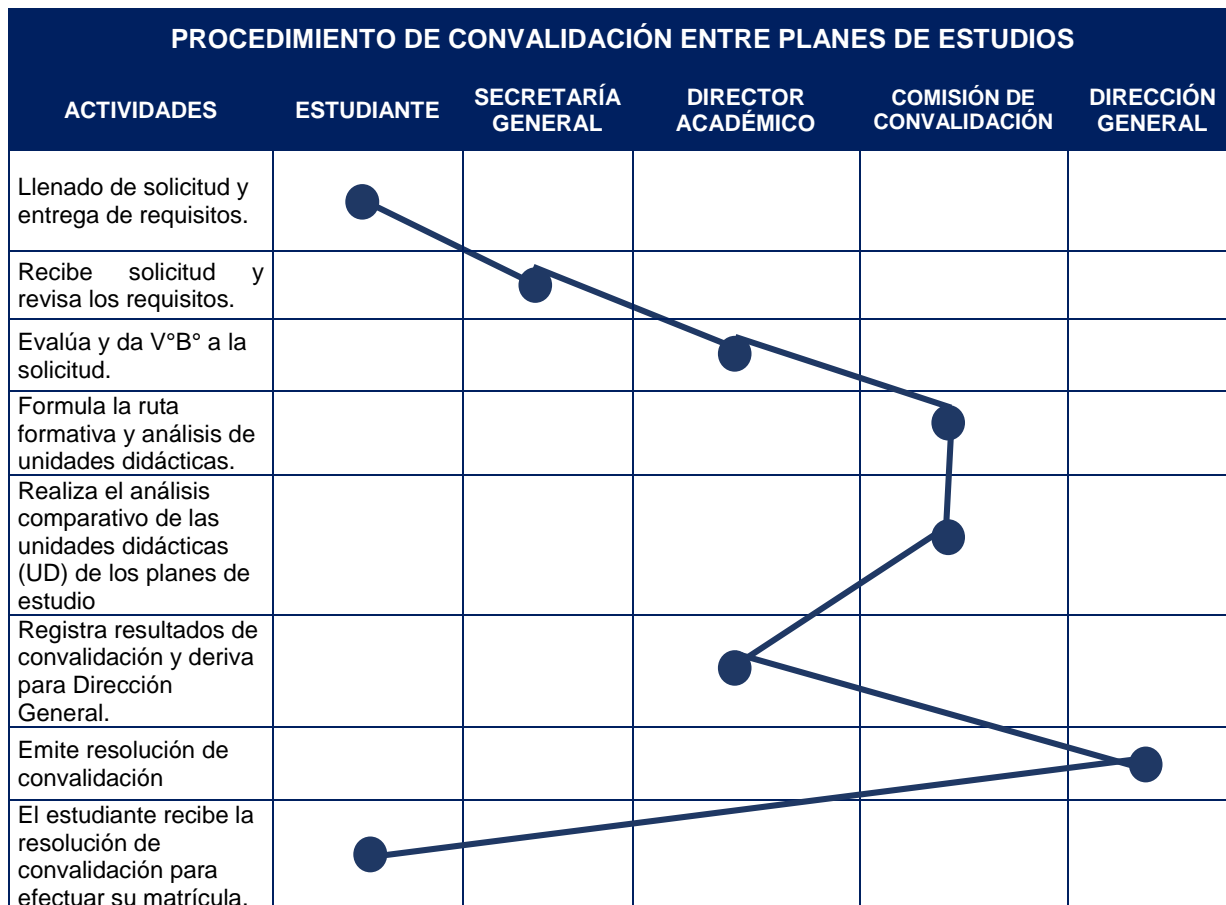 PROCEDIMIENTO DE CONVALIDACIÓN ENTRE PLANES DE ESTUDIOS
ACTIVIDADES
ESTUDIANTE
SECRETARÍA
GENERAL
DIRECTOR
ACADÉMICO
COMISIÓN DE
CONVALIDACIÓN
DIRECCIÓN
GENERAL
Llenado de solicitud y
entrega de requisitos.
Recibe solicitud y
revisa los requisitos.
Evalúa y da V°B° a la
solicitud.
Formula la ruta
formativa y análisis de
unidades didácticas.
Realiza el análisis
comparativo de las
unidades didácticas
(UD) de los planes de
estudio
Registra resultados de
convalidación y deriva
para Dirección
General.
Emite resolución de
convalidación
El estudiante recibe la
resolución de
convalidación para
efectuar su matrícula.